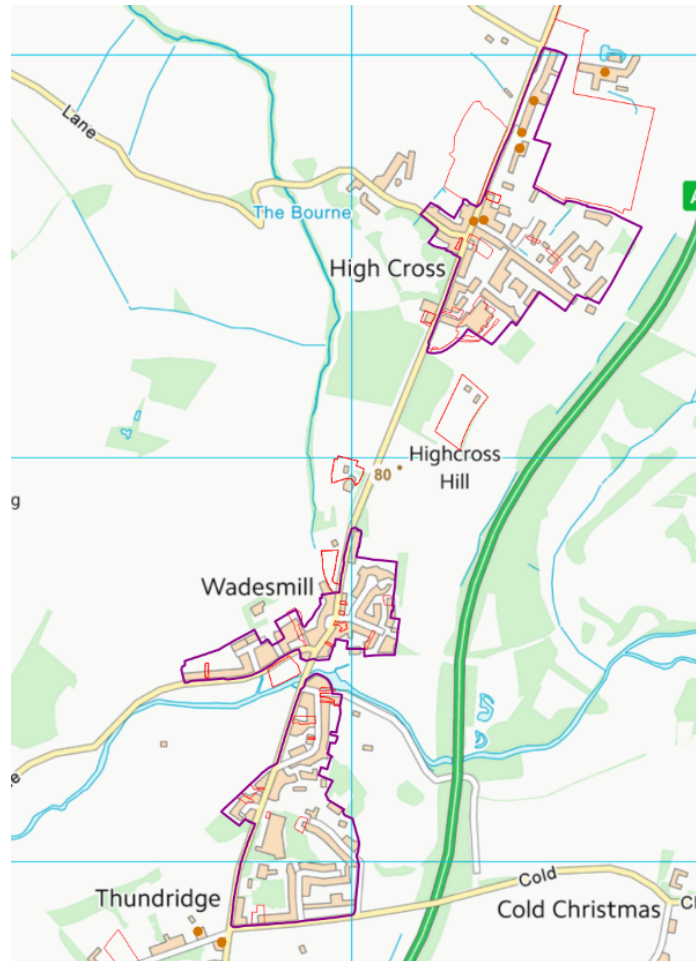 Lane
The Bourne
A
High Cross
Highcross
Hill
80
g
Wadesmill
e
Thundridge
Cold
Cold Christmas